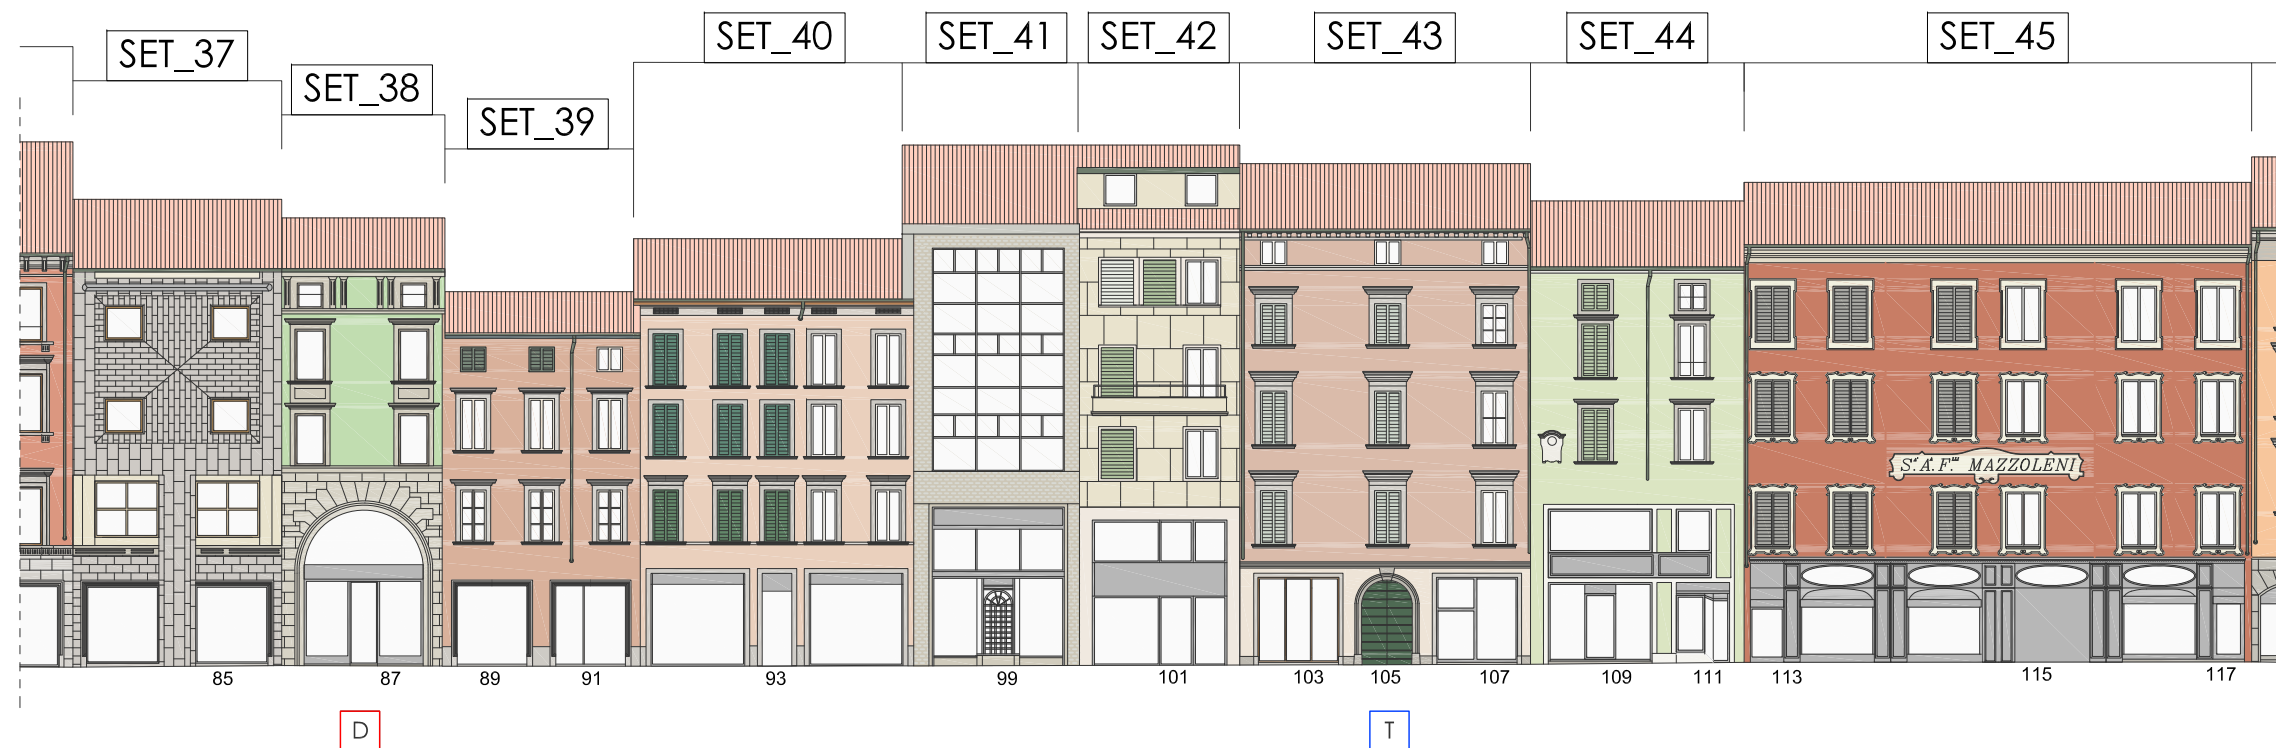 SET_37
SET_38
SET_39
SET_40
SET_41
SET_42
SET_43
SET_44
SET_45
S.A.F.lli MAZZOLENI
85
87
89
91
93
99
101
103
105
107
109
111
113
115
117
D
T